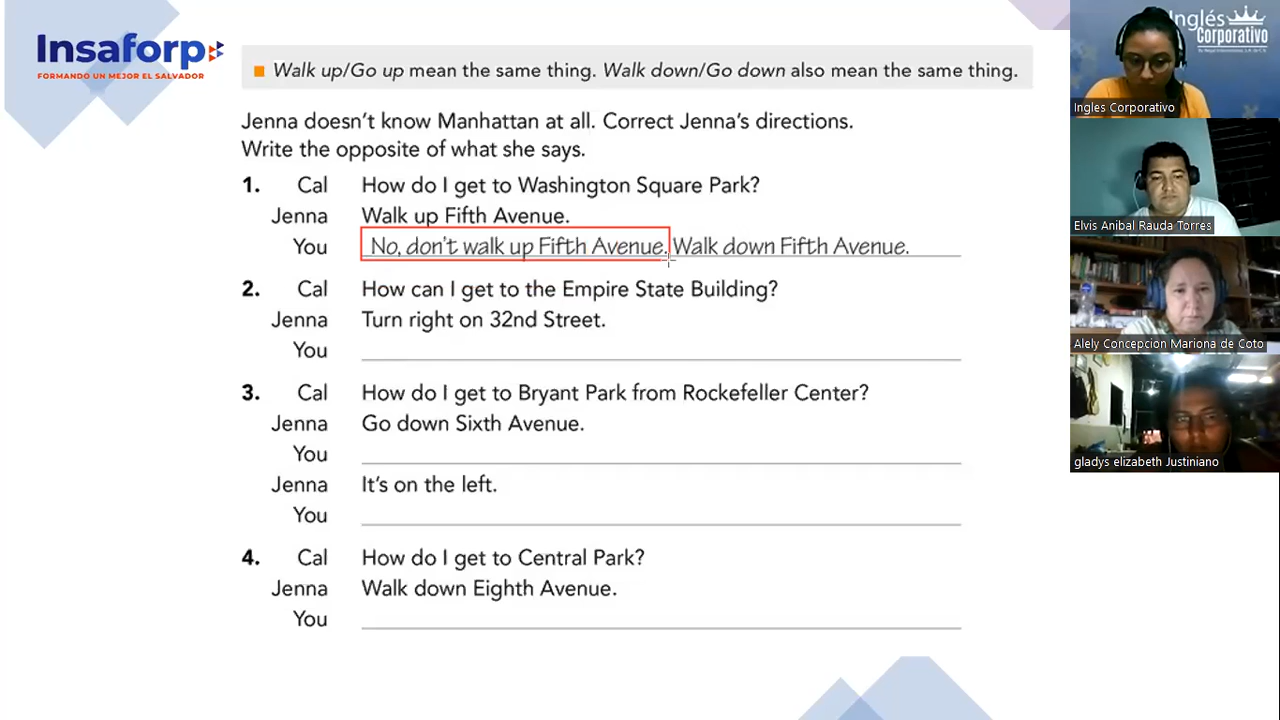 Insaforp
FORMANDO UN MEJOR EL SALVADOR
Walk up/Go up mean the same thing. Walk down/Go down also mean the same thing.
Jenna doesn't know Manhattan at all. Correct Jenna's directions.
Write the opposite of what she says.
1. Cal How do I get to Washington Square Park?
Jenna Walk up Fifth Avenue.
You No, don't walk up Fifth Avenue. Walk down Fifth Avenue.
2. Cal How can I get to the Empire State Building?
Jenna Turn right on 32nd Street.
You
3. Cal How do I get to Bryant Park from Rockefeller Center?
Jenna Go down Sixth Avenue.
You
Jenna It's on the left.
You
4. Cal How do I get to Central Park?
Jenna Walk down Eighth Avenue.
You
Inglés
Corporativo
Ingles Corporativo
Elvis Anibal Rauda Torres
Alely Concepcion Mariona de Coto
gladys elizabeth Justiniano